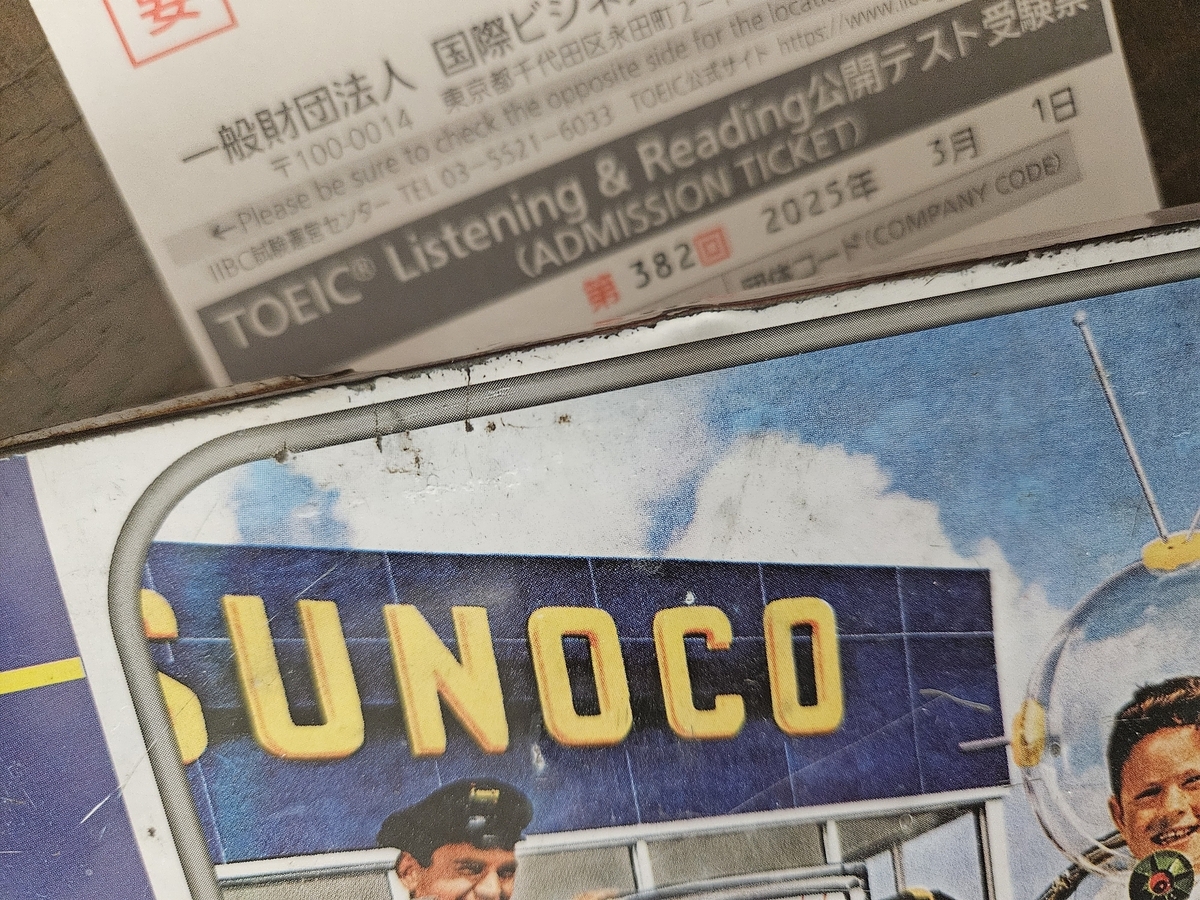 要
一般財団法人 国際ビジネ
〒100-0014 東京都千代田区永田町2-
←Please be sure to check the opposite side for the locati
IIBC試験運営センター TEL 03-5521-6033 TOEIC公式サイト https://www.iibc
TOEIC® Listening & Reading公開テスト受験票
(ADMISSION TICKET)
第 382回 2025年 3月 1日
団体コード(COMPANY CODE)
SUNOCO